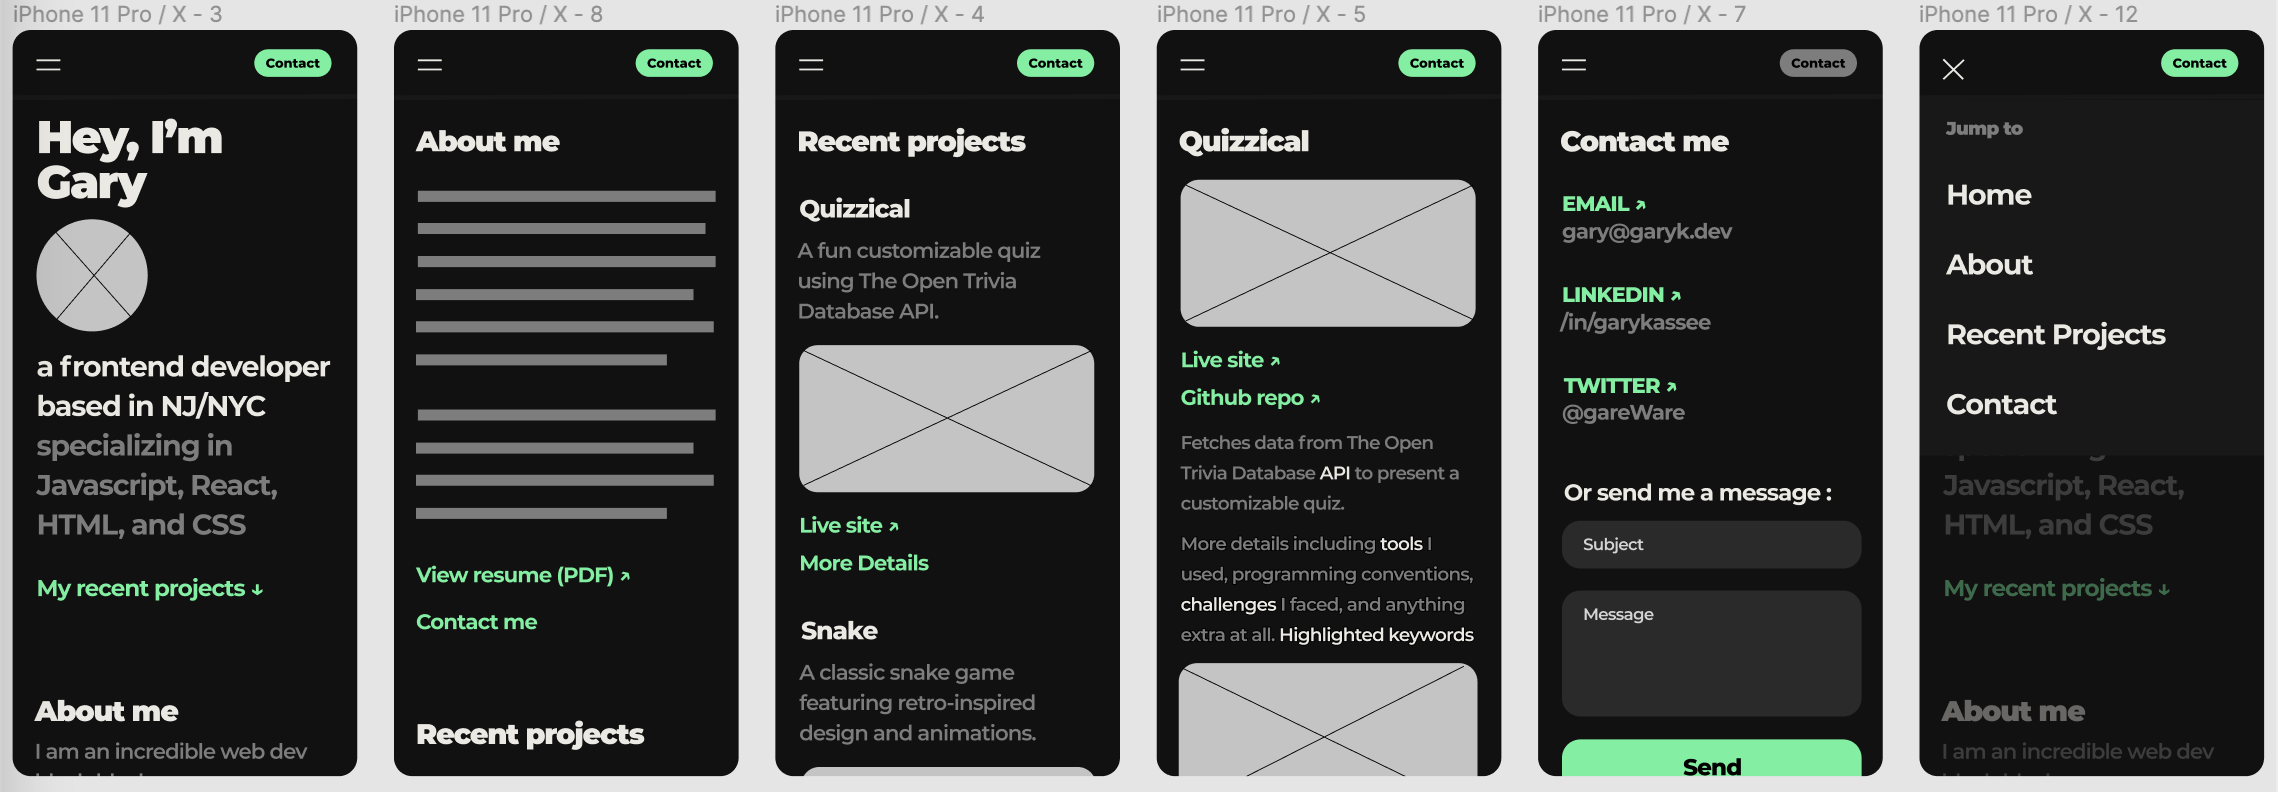 iPhone 11 Pro / X - 3
Contact
Hey, I'm
Gary
a frontend developer
based in NJ/NYC
specializing in
Javascript, React,
HTML, and CSS
My recent projects ↓
About me
I am an incredible web dev
iPhone 11 Pro / X - 8
Contact
About me
View resume (PDF) ↗
Contact me
Recent projects
iPhone 11 Pro / X - 4
Contact
Recent projects
Quizzical
A fun customizable quiz
using The Open Trivia
Database API.
Live site ↗
More Details
Snake
A classic snake game
featuring retro-inspired
design and animations.
iPhone 11 Pro / X - 5
Contact
Quizzical
Live site ↗
Github repo ↗
Fetches data from The Open
Trivia Database API to present a
customizable quiz.
More details including tools I
used, programming conventions,
challenges I faced, and anything
extra at all. Highlighted keywords
iPhone 11 Pro / X - 7
Contact
Contact me
EMAIL ↗
gary@garyk.dev
LINKEDIN ↗
/in/garykassee
TWITTER ↗
@gareWare
Or send me a message :
Subject
Message
Send
iPhone 11 Pro / X - 12
Contact
Jump to
Home
About
Recent Projects
Contact
Javascript, React,
HTML, and CSS
My recent projects ↓
About me
I am an incredible web dev